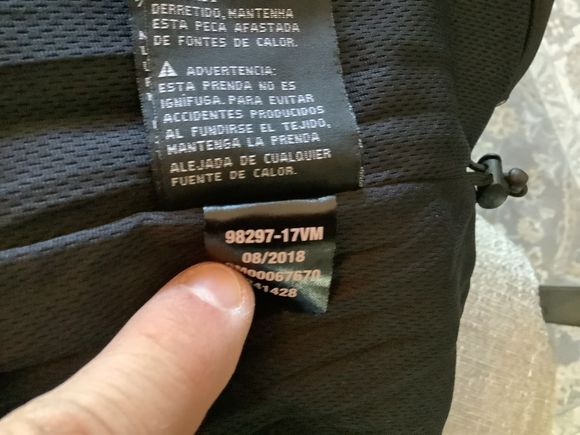 DERRETIDO, MANTENHA
ESTA PEÇA AFASTADA
DE FONTES DE CALOR.
⚠ ADVERTENCIA:
ESTA PRENDA NO ES
IGNÍFUGA. PARA EVITAR
ACCIDENTES PRODUCIDOS
AL FUNDIRSE EL TEJIDO,
MANTENGA LA PRENDA
ALEJADA DE CUALQUIER
FUENTE DE CALOR.
98297-17VM
08/2018